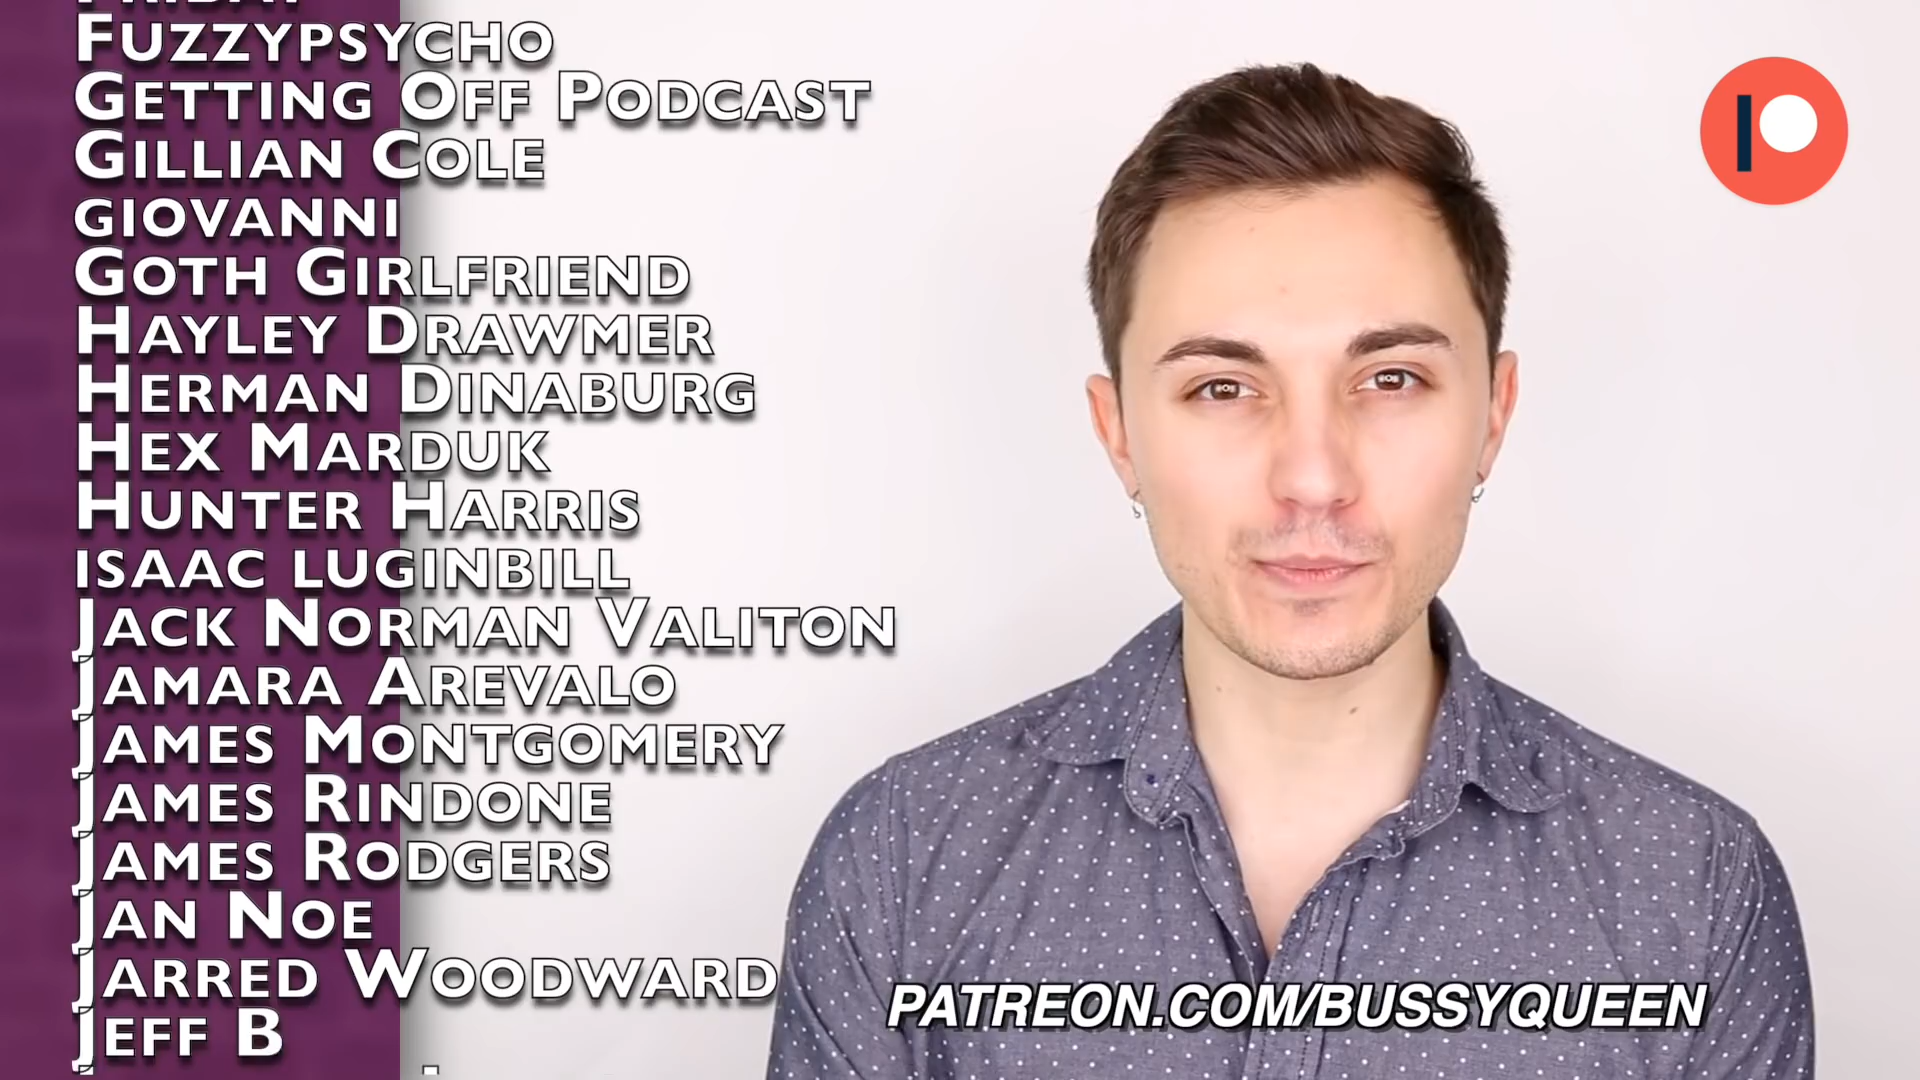 FRIDAY
FUZZYPSYCHO
GETTING OFF PODCAST
GILLIAN COLE
GIOVANNI
GOTH GIRLFRIEND
HAYLEY DRAWMER
HERMAN DINABURG
HEX MARDUK
HUNTER HARRIS
ISAAC LUGINBILL
JACK NORMAN VALITON
JAMARA AREVALO
JAMES MONTGOMERY
JAMES RINDONE
JAMES RODGERS
JAN NOE
JARRED WOODWARD
JEFF B
PATREON.COM/BUSSYQUEEN